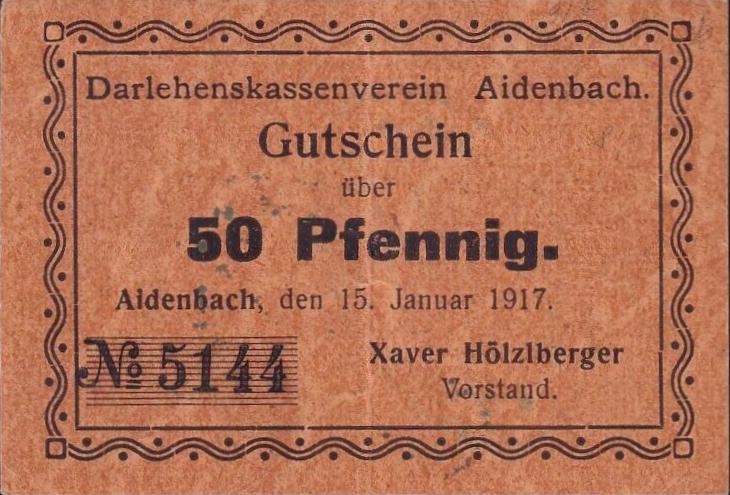 Darlehenskassenverein Aidenbach.
Gutschein
über
50 Pfennig.
Aidenbach, den 15. Januar 1917.
№ 5144
Xaver Hölzlberger
Vorstand.